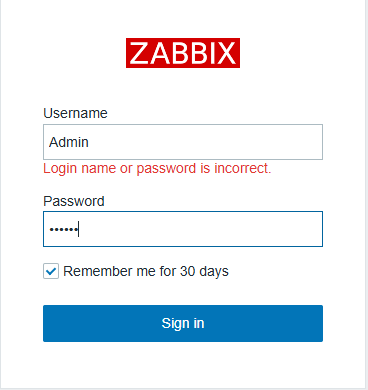 ZABBIX
Username
Admin
Login name or password is incorrect.
Password
••••••
Remember me for 30 days
Sign in